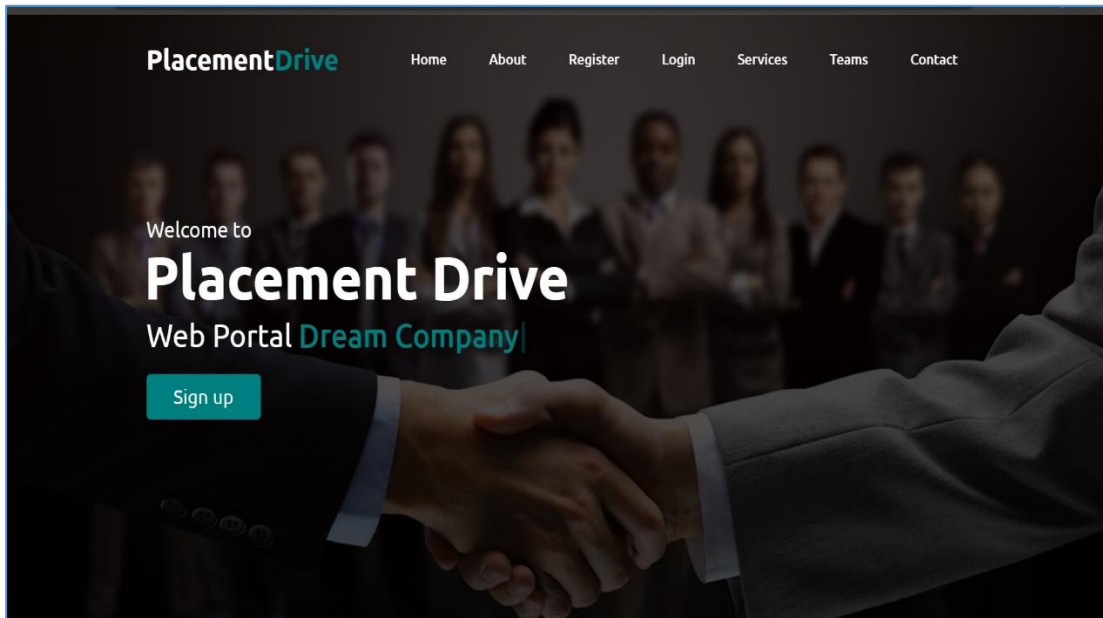 PlacementDrive Home About Register Login Services Teams Contact
Welcome to
Placement Drive
Web Portal Dream Company
Sign up